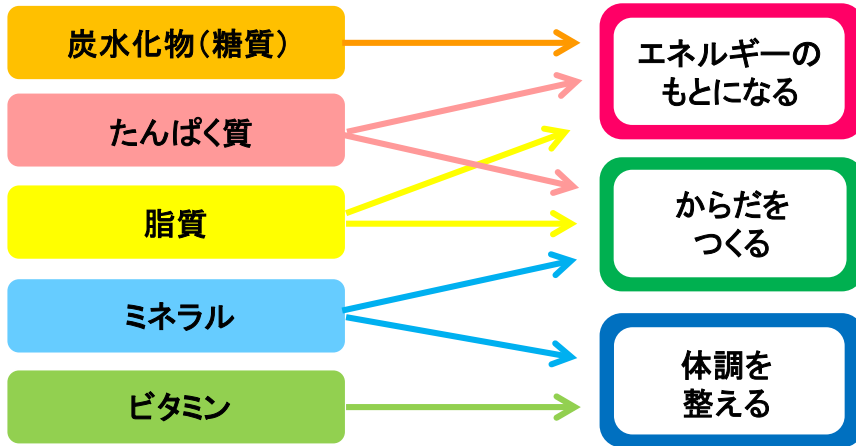 炭水化物（糖質）
たんぱく質
脂質
ミネラル
ビタミン
エネルギーの
もとになる
からだを
つくる
体調を
整える